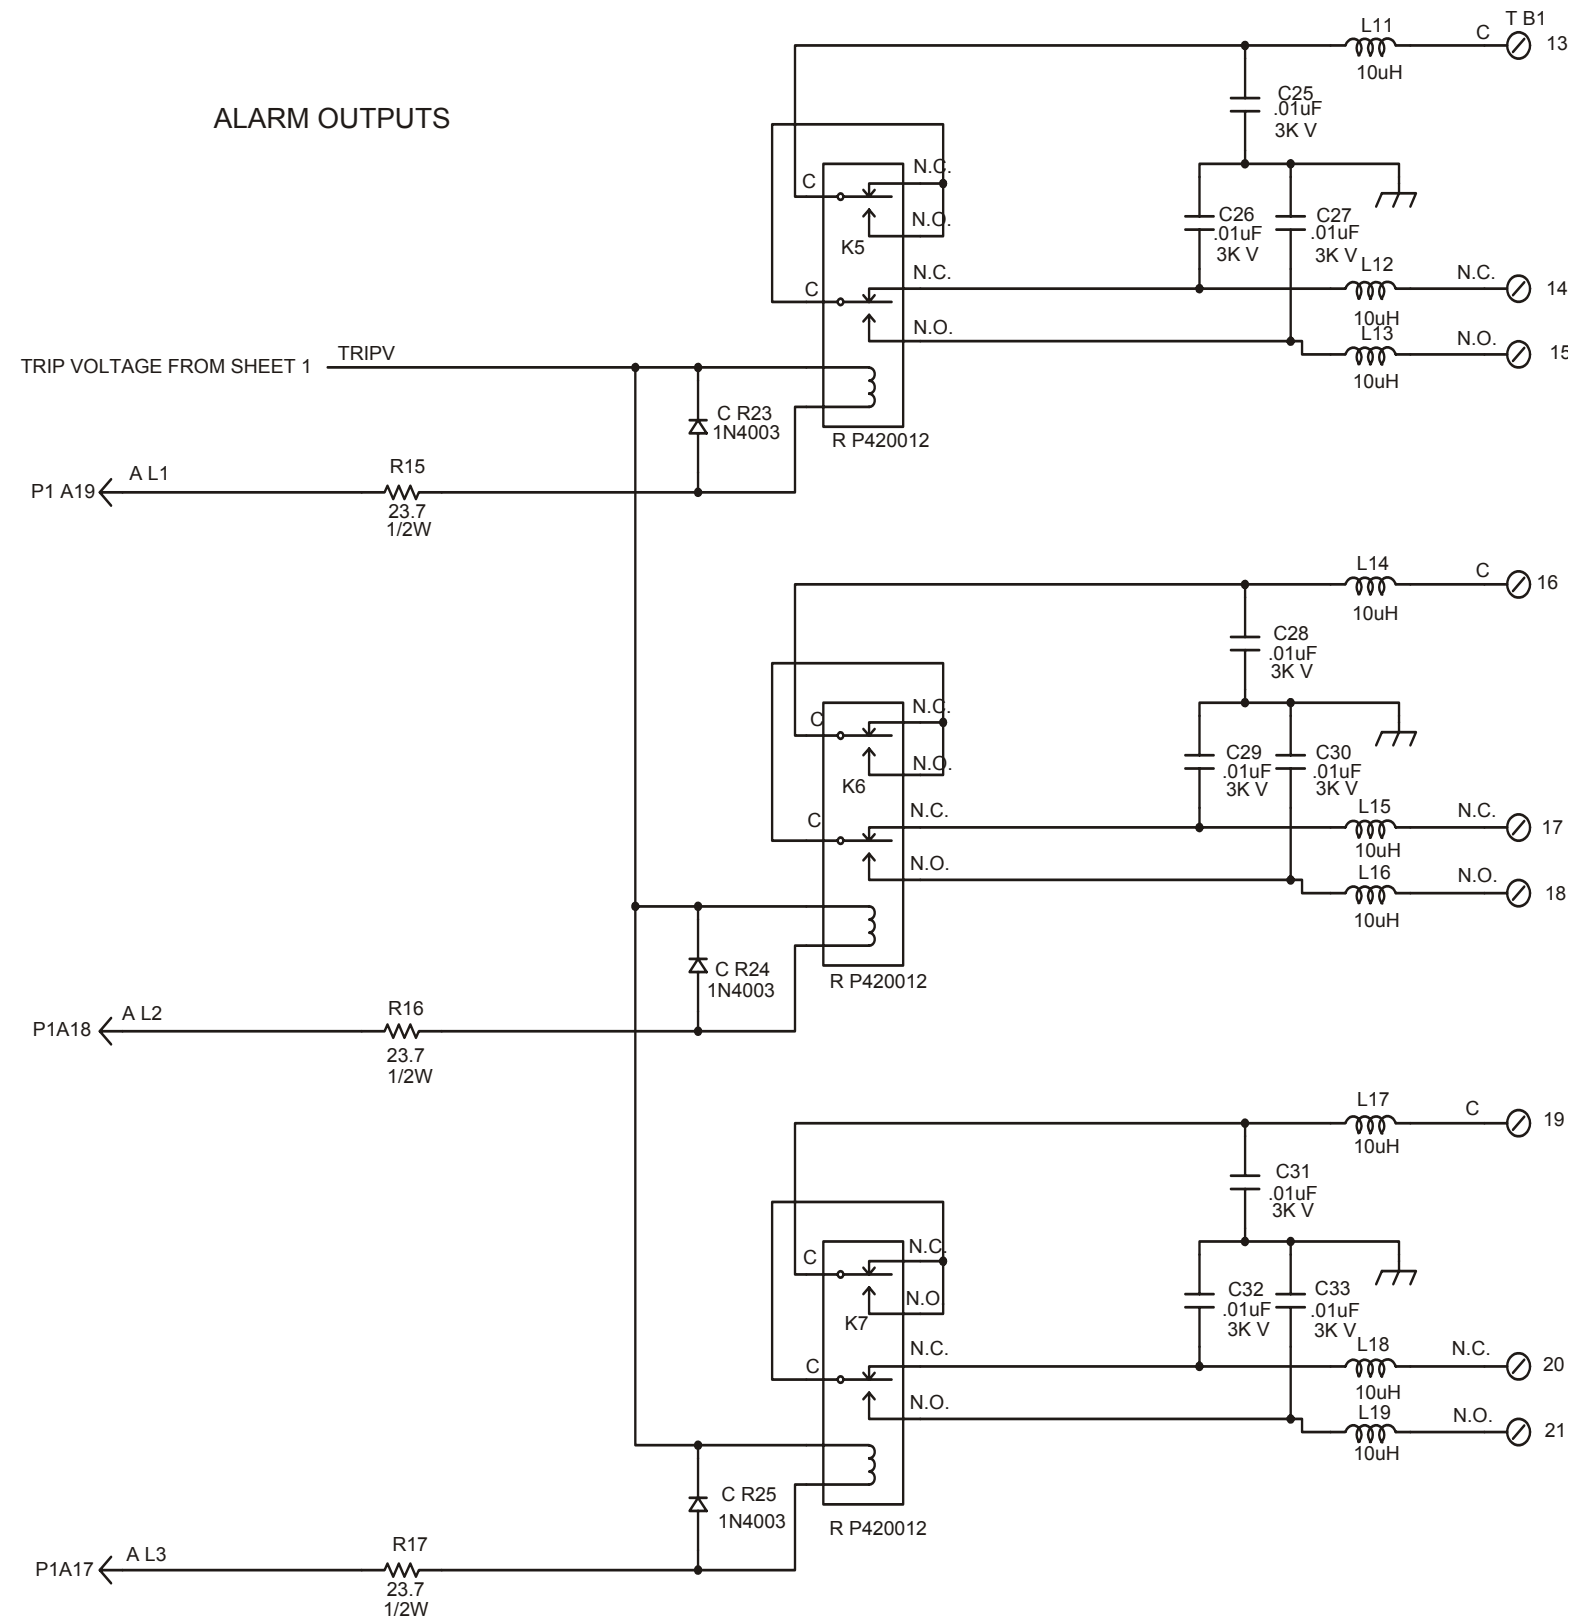 ALARM OUTPUTS
T B1
L11
10uH
C
13
C25
.01uF
3K V
C
N.C.
N.O.
K5
C
N.C.
N.O.
C26
.01uF
3K V
C27
.01uF
3K V
L12
10uH
N.C.
14
L13
10uH
N.O.
15
TRIP VOLTAGE FROM SHEET 1
TRIPV
C R23
1N4003
R P420012
P1 A19
A L1
R15
23.7
1/2W
L14
10uH
C
16
C28
.01uF
3K V
C
N.C.
N.O.
K6
C
N.C.
N.O.
C29
.01uF
3K V
C30
.01uF
3K V
L15
10uH
N.C.
17
L16
10uH
N.O.
18
C R24
1N4003
R P420012
P1A18
A L2
R16
23.7
1/2W
L17
10uH
C
19
C31
.01uF
3K V
C
N.C.
N.O
K7
C
N.C.
N.O.
C32
.01uF
3K V
C33
.01uF
3K V
L18
10uH
N.C.
20
L19
10uH
N.O.
21
C R25
1N4003
R P420012
P1A17
A L3
R17
23.7
1/2W